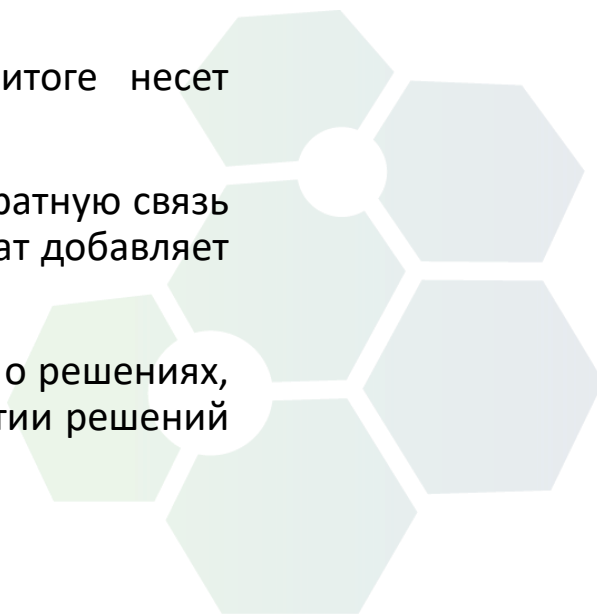 итоге несет
ратную связь
ат добавляет
о решениях,
тии решений